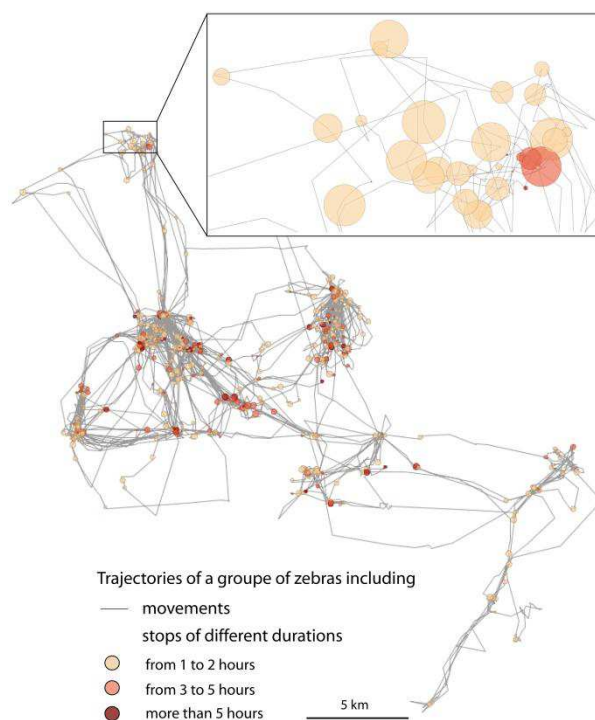 Trajectories of a groupe of zebras including
movements
stops of different durations
from 1 to 2 hours
from 3 to 5 hours
more than 5 hours
5 km